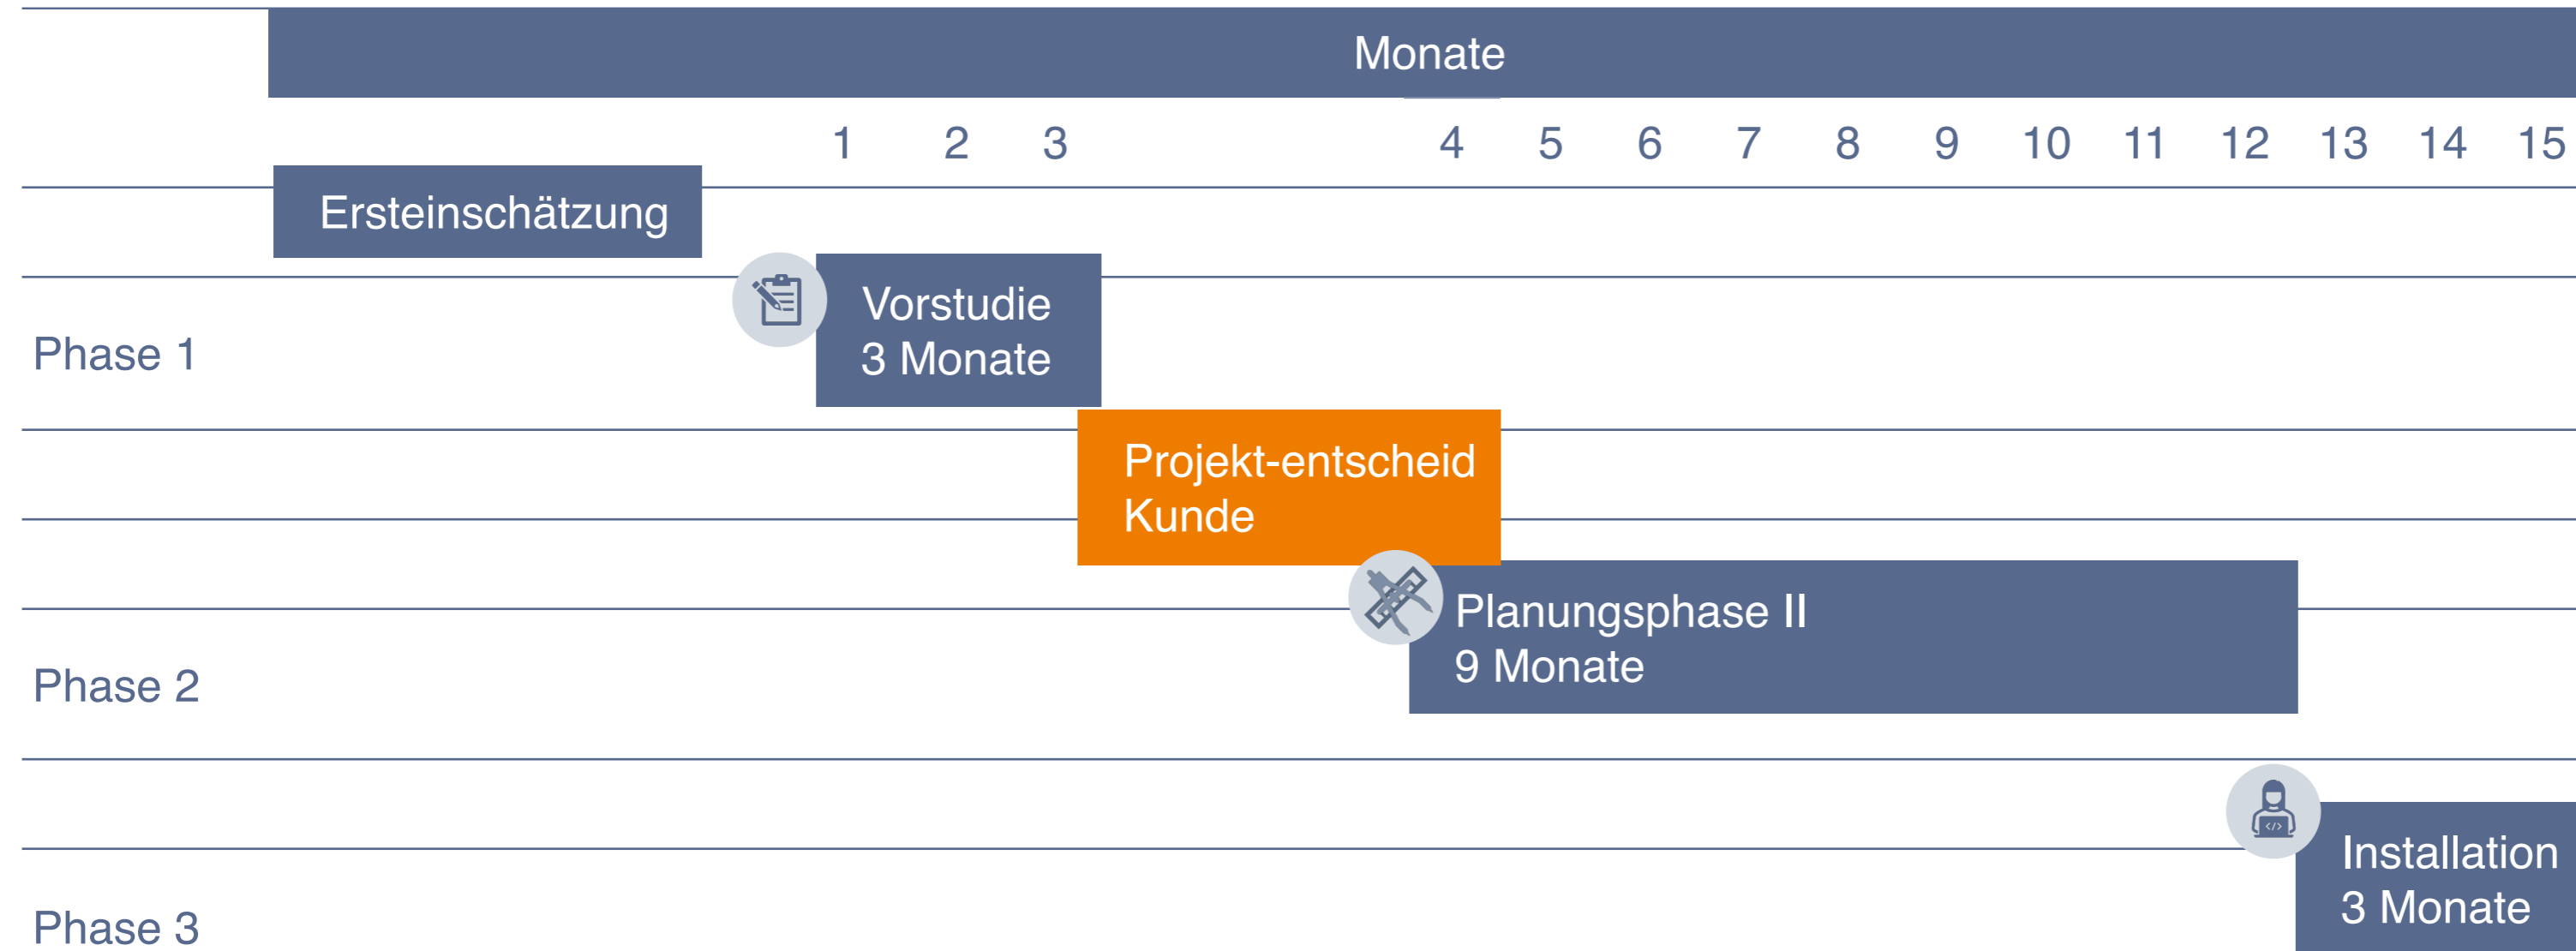 Monate
1 2 3 4 5 6 7 8 9 10 11 12 13 14 15
Ersteinschätzung
Phase 1
Vorstudie
3 Monate
Projekt-entscheid
Kunde
Phase 2
Planungsphase II
9 Monate
</>
Phase 3
Installation
3 Monate